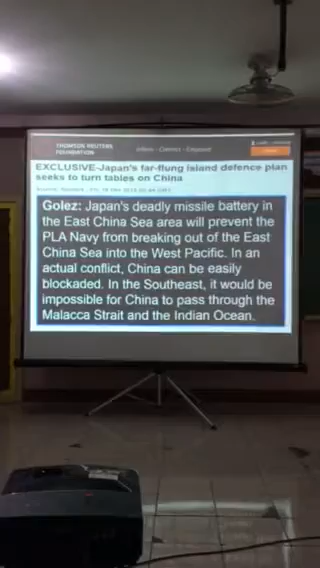 THOMSON REUTERS
FOUNDATION
Inform - Connect - Empower
EXCLUSIVE-Japan's far-flung island defence plan
seeks to turn tables on China
Golez: Japan's deadly missile battery in
the East China Sea area will prevent the
PLA Navy from breaking out of the East
China Sea into the West Pacific. In an
actual conflict, China can be easily
blockaded. In the Southeast, it would be
impossible for China to pass through the
Malacca Strait and the Indian Ocean.